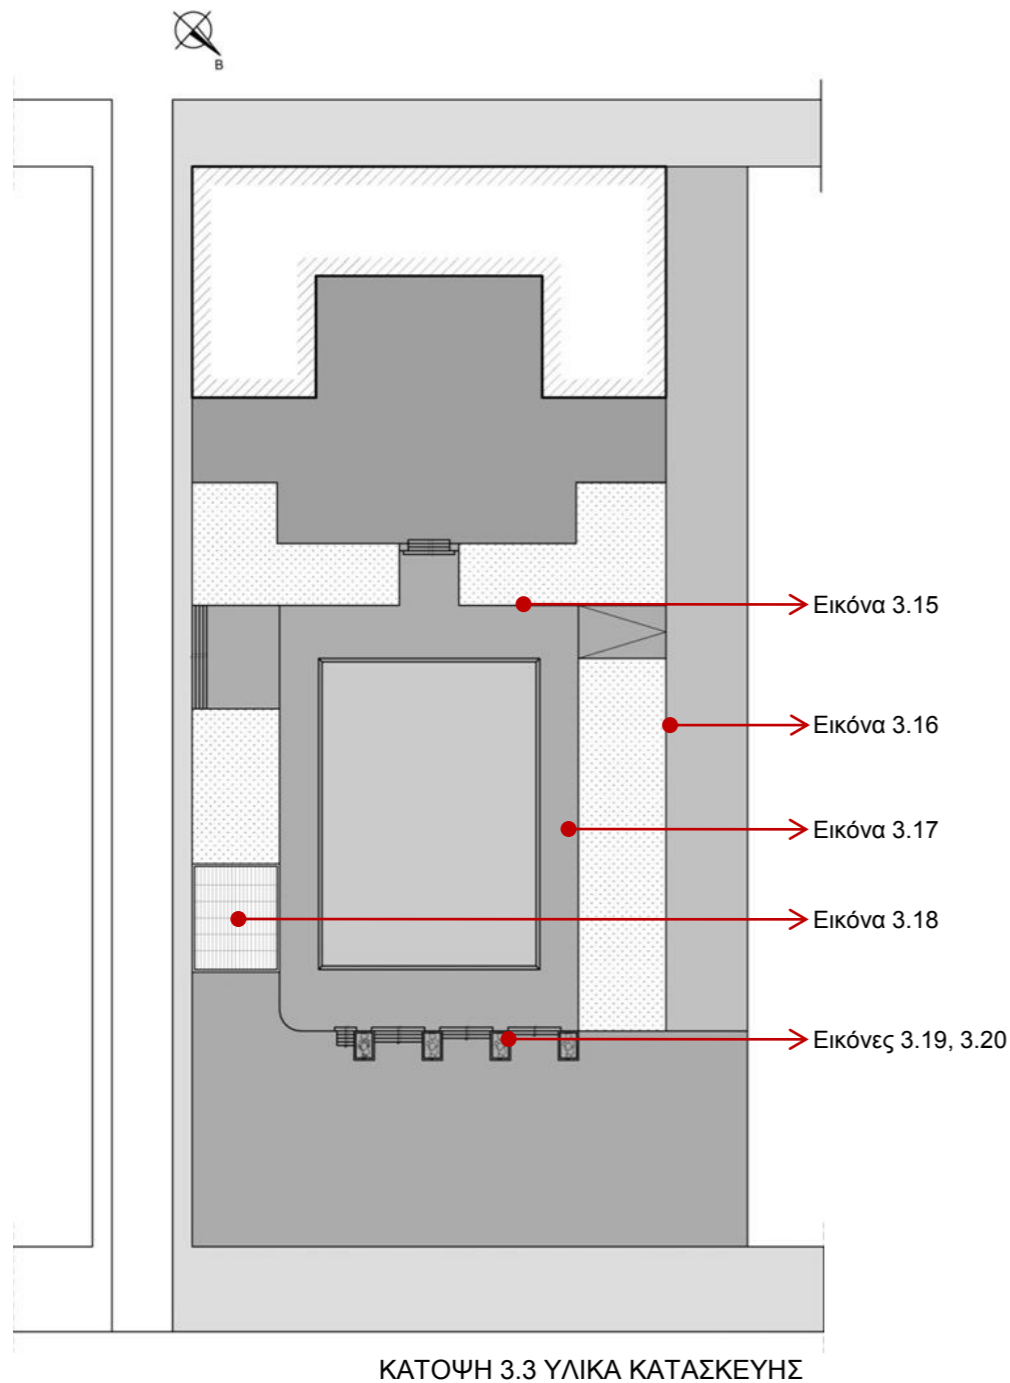 Β
Εικόνα 3.15
Εικόνα 3.16
Εικόνα 3.17
Εικόνα 3.18
Εικόνες 3.19, 3.20
ΚΑΤΟΨΗ 3.3 ΥΛΙΚΑ ΚΑΤΑΣΚΕΥΗΣ